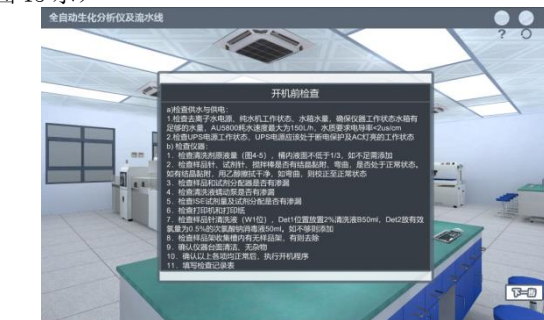 全自动生化分析仪及流水线
开机前检查
a)检查供水与供电：
1.检查去离子水电源，纯水机工作状态、水箱水量，确保仪器工作状态水箱有
足够的水量，AU5800耗水速度最大为150L/h，水质要求电导率<2us/cm
2.检查UPS电源工作状态，UPS电源应该处于断电保护及AC灯亮的工作状态
b) 检查仪器：
1、检查清洗剂原液量（图4-5），桶内液面不低于1/3，如不足需添加
2、检查样品针、试剂针、搅拌棒是否有结晶黏附，弯曲，是否处于正常状态。
如有结晶黏附，用乙醇擦拭干净，如弯曲，则校正至正常状态
3、检查样品和试剂分配器是否有渗漏
4、检查清洗液蠕动泵是否有渗漏
5、检查ISE试剂量及试剂分配是否有渗漏
6、检查打印机和打印纸
7、检查样品针清洗液（W1位），Det1位置放置2%清洗液B50ml，Det2放有效
氯量为0.5%的次氯酸钠消毒液50ml，如不够则添加
8、检查样品架收集槽内有无样品架，有则去除
9、确认仪器台面清洁，无杂物
10、确认以上各动均正常后，执行开机程序
11、填写检查记录表